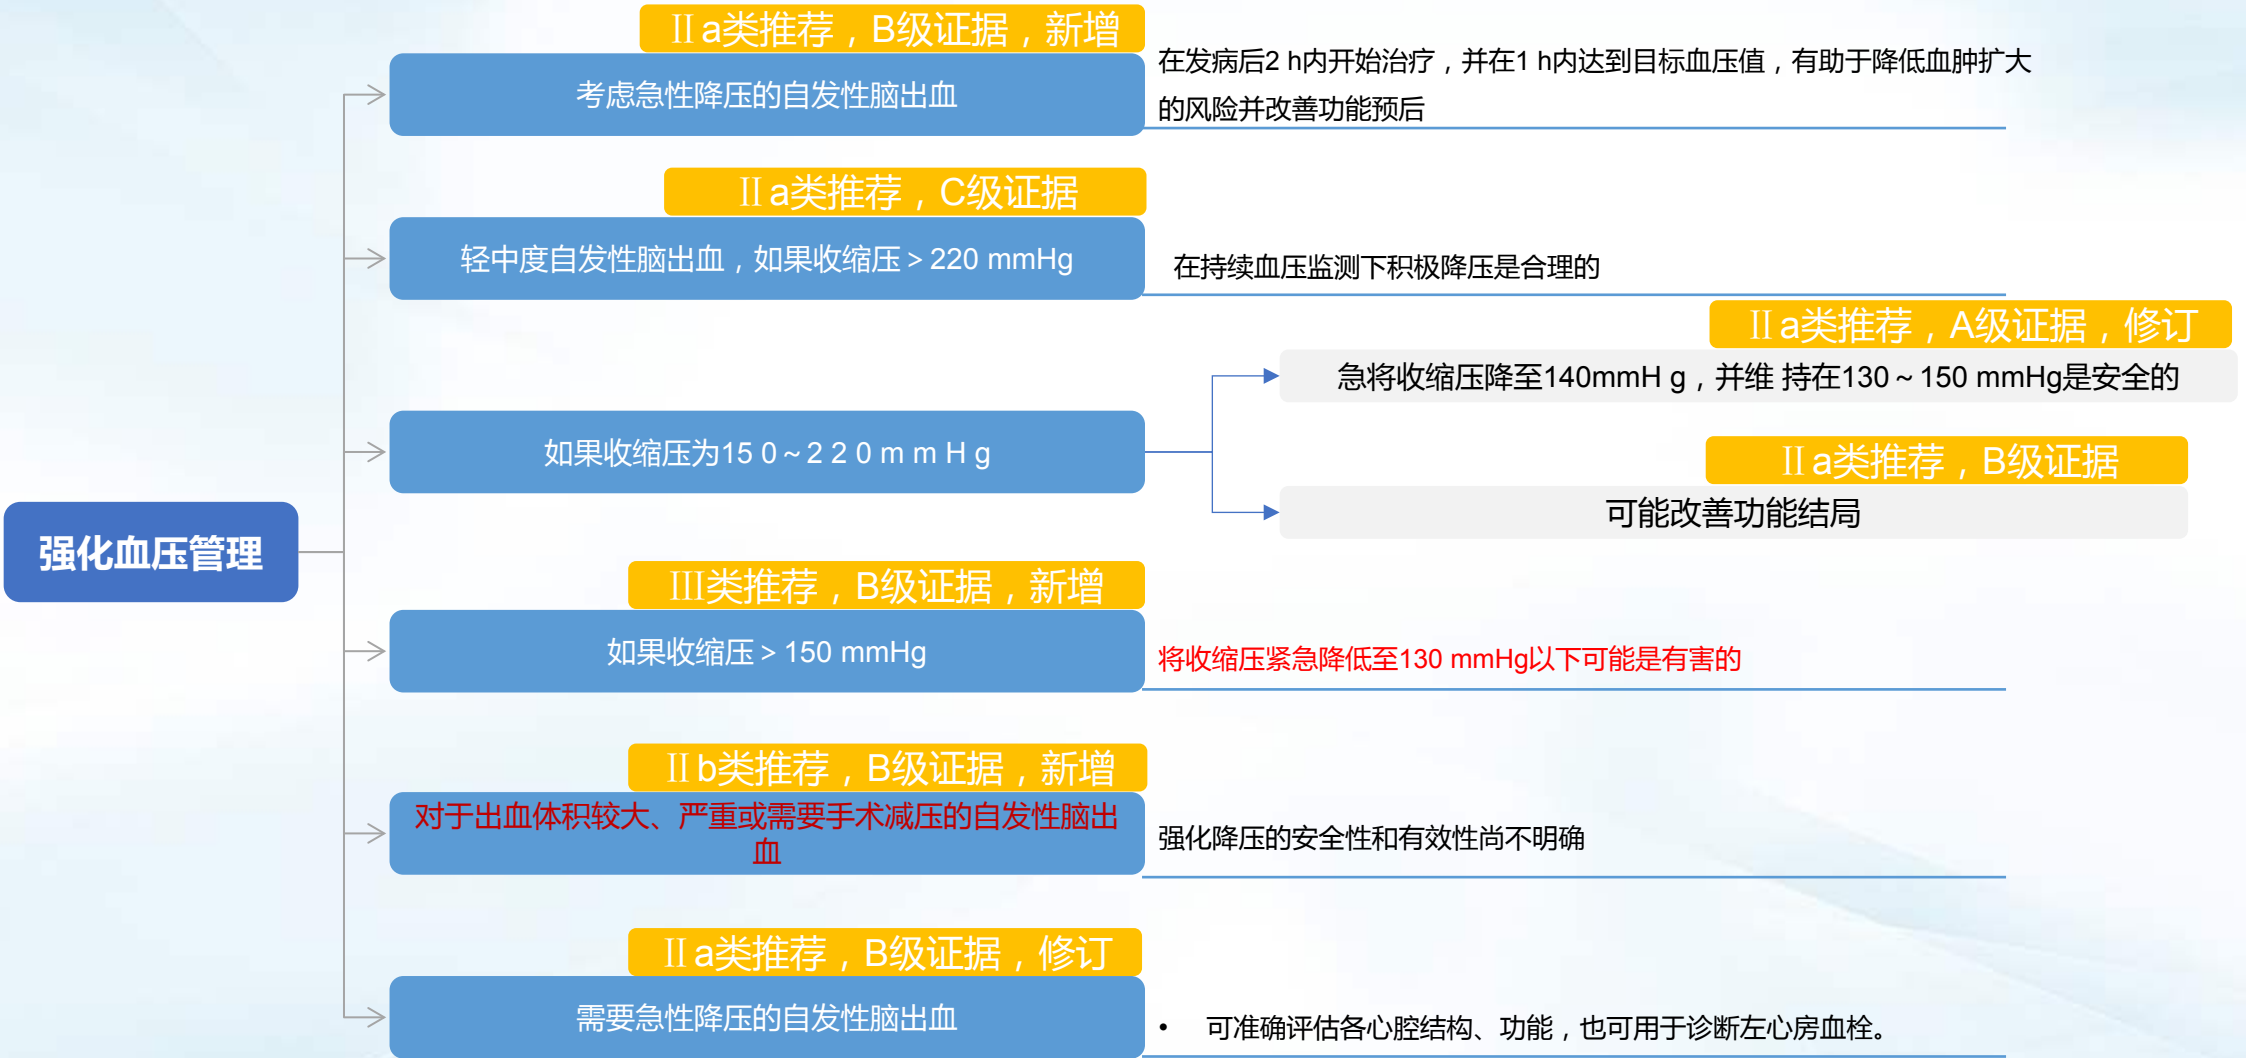 Ⅱa类推荐，B级证据，新增
考虑急性降压的自发性脑出血
在发病后2 h内开始治疗，并在1 h内达到目标血压值，有助于降低血肿扩大
的风险并改善功能预后
Ⅱa类推荐，C级证据
轻中度自发性脑出血，如果收缩压＞220 mmHg
在持续血压监测下积极降压是合理的
Ⅱa类推荐，A级证据，修订
急将收缩压降至140mmH g，并维 持在130～150 mmHg是安全的
如果收缩压为15 0～2 2 0 m m H g
Ⅱa类推荐，B级证据
可能改善功能结局
强化血压管理
Ⅲ类推荐，B级证据，新增
如果收缩压＞150 mmHg
将收缩压紧急降低至130 mmHg以下可能是有害的
Ⅱb类推荐，B级证据，新增
对于出血体积较大、严重或需要手术减压的自发性脑出
血
强化降压的安全性和有效性尚不明确
Ⅱa类推荐，B级证据，修订
需要急性降压的自发性脑出血
• 可准确评估各心腔结构、功能，也可用于诊断左心房血栓。